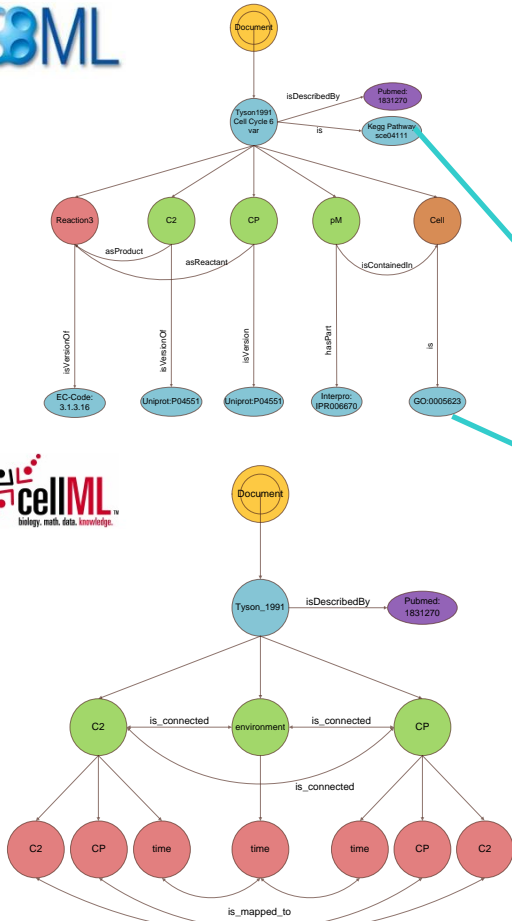 ML
Document
isDescribedBy
Pubmed:
1831270
Tyson1991
Cell Cycle 6
var
is
Kegg Pathway
sce04111
Reaction3
C2
CP
pM
Cell
asProduct
asReactant
isContainedIn
isVersionOf
isVersionOf
isVersion
hasPart
is
EC-Code:
3.1.3.16
Uniprot:P04551
Uniprot:P04551
Interpro:
IPR006670
GO:0005623
cellML
biology. math. data. knowledge.
Document
Tyson_1991
isDescribedBy
Pubmed:
1831270
C2
is_connected
environment
is_connected
CP
is_connected
C2
CP
time
time
time
CP
C2
is_mapped_to